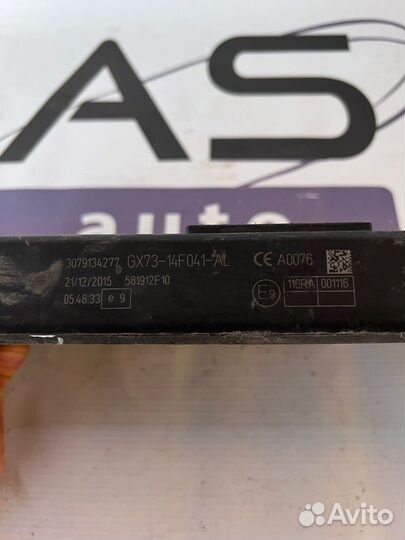 AS
auto
3079134277 GX73-14F041-AL CE A0076
21/12/2015 581912F10
05:48:33 e 9 E9 116RA 001116
Avito